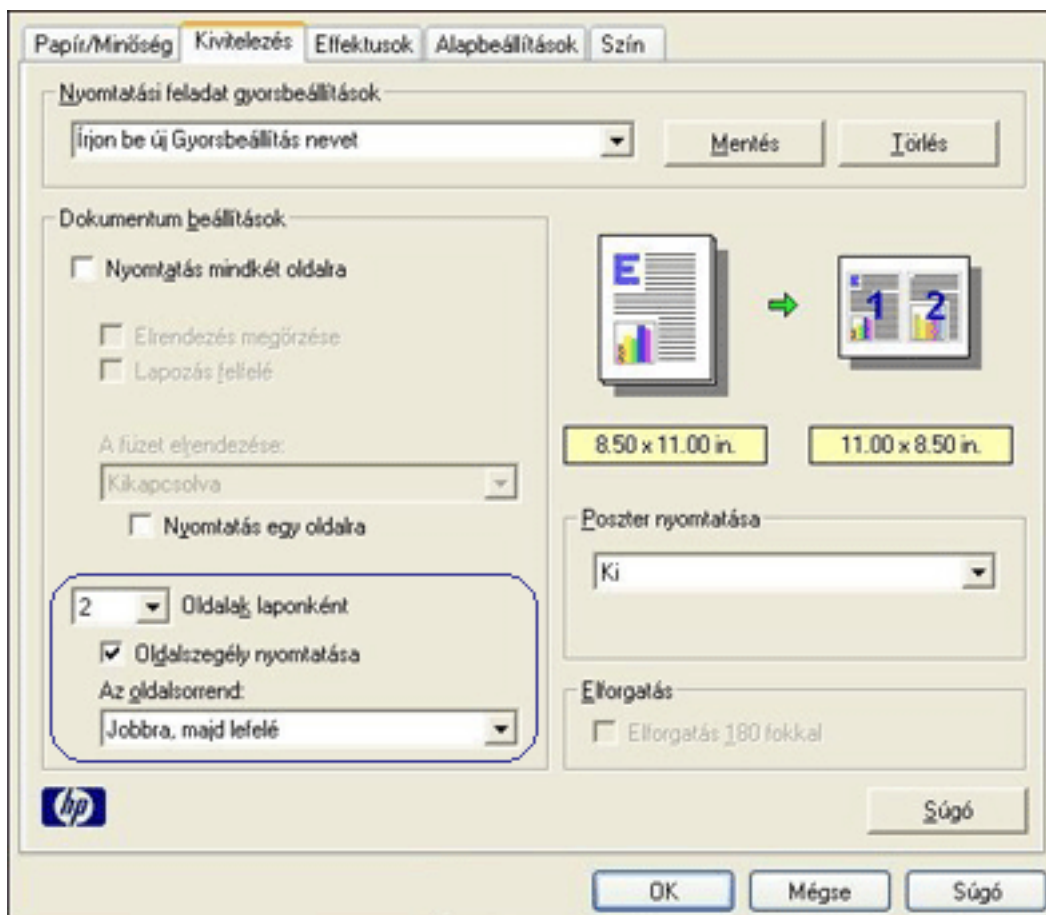 Papír/Minőség Kivitelezés Effektusok Alapbeállítások Szín
Nyomtatási feladat gyorsbeállítások
Írjon be új Gyorsbeállítás nevet
Mentés
Törlés
Dokumentum beállítások
Nyomtatás mindkét oldalra
Elrendezés megőrzése
Lapozás felfelé
A füzet elrendezése:
Kikapcsolva
Nyomtatás egy oldalra
2 Oldalak laponként
Oldalszegély nyomtatása
Az oldalsorrend:
Jobbra, majd lefelé
E
1 2
8.50 x 11.00 in.
11.00 x 8.50 in.
Poszter nyomtatása
Ki
Elforgatás
Elforgatás 180 fokkal
hp
Súgó
OK
Mégse
Súgó